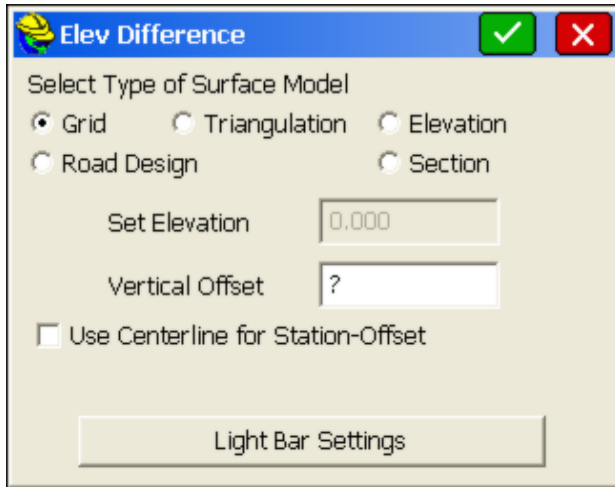 Elev Difference
Select Type of Surface Model
Grid Triangulation Elevation
Road Design Section
Set Elevation 0.000
Vertical Offset ?
Use Centerline for Station-Offset
Light Bar Settings